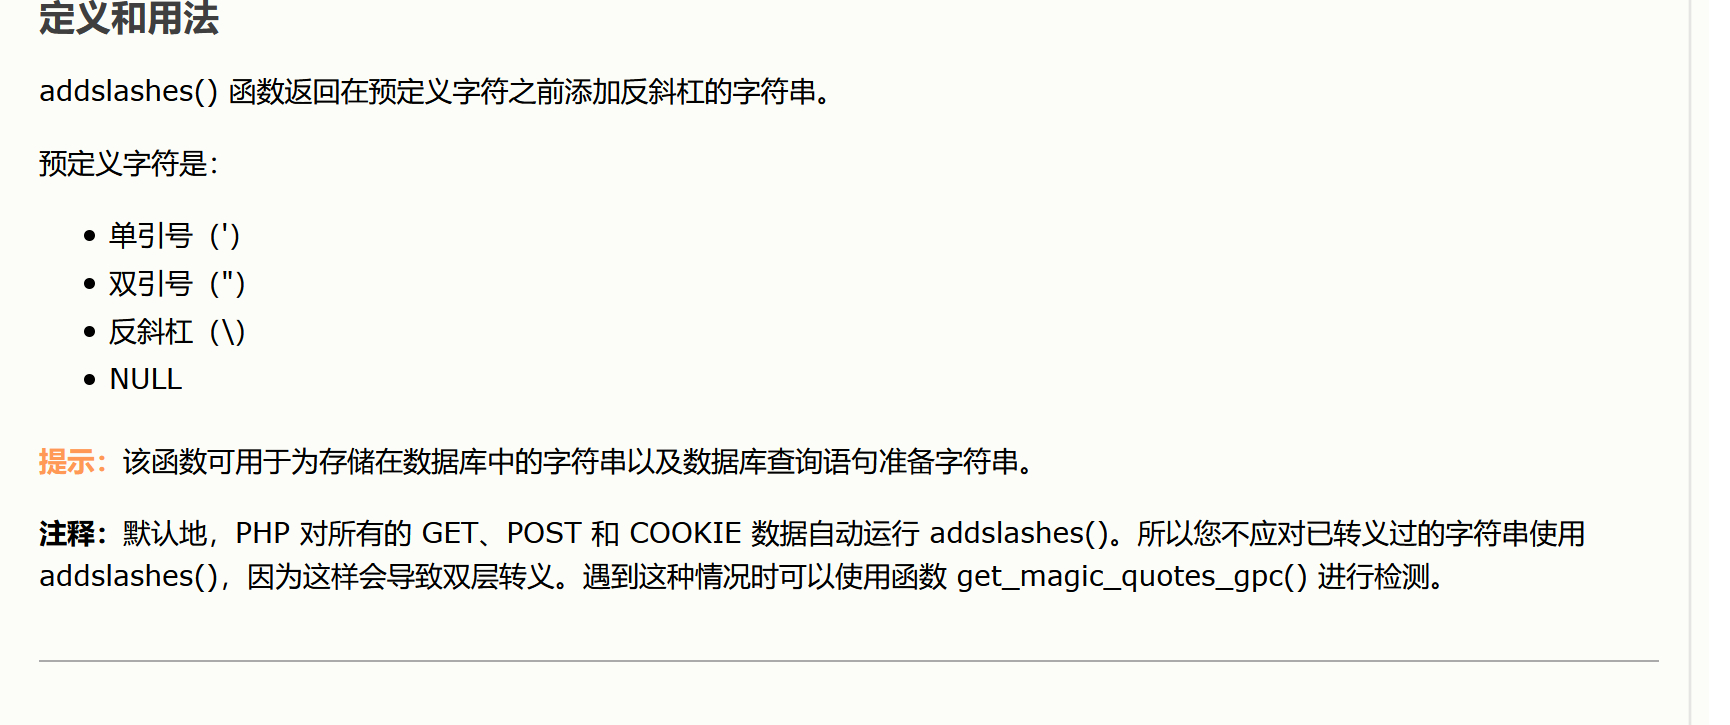 定义和用法
addslashes() 函数返回在预定义字符之前添加反斜杠的字符串。
预定义字符是：
• 单引号（'）
• 双引号（"）
• 反斜杠（\）
• NULL
提示：该函数可用于为存储在数据库中的字符串以及数据库查询语句准备字符串。
注释：默认地，PHP 对所有的 GET、POST 和 COOKIE 数据自动运行 addslashes()。所以您不应对已转义过的字符串使用
addslashes()，因为这样会导致双层转义。遇到这种情况时可以使用函数 get_magic_quotes_gpc() 进行检测。